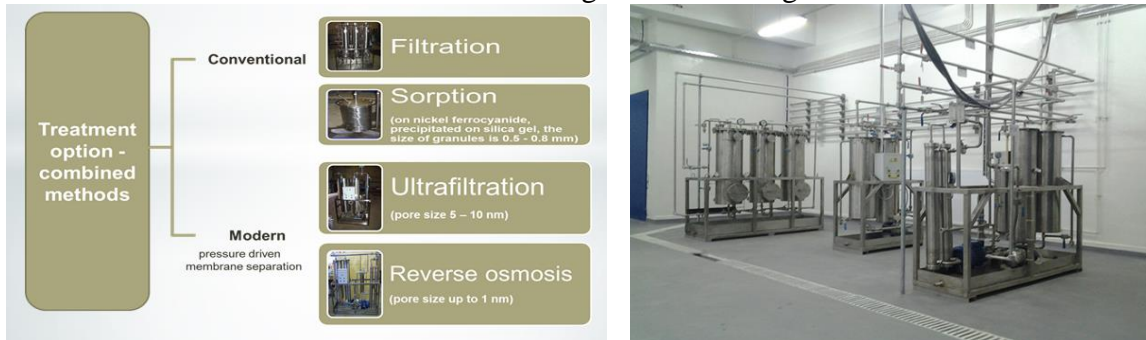 Treatment
option -
combined
methods
Conventional
Modern
pressure driven
membrane separation
Filtration
Sorption
(on nickel ferrocyanide,
precipitated on silica gel, the
size of granules is 0.5 - 0.8 mm)
Ultrafiltration
(pore size 5 – 10 nm)
Reverse osmosis
(pore size up to 1 nm)